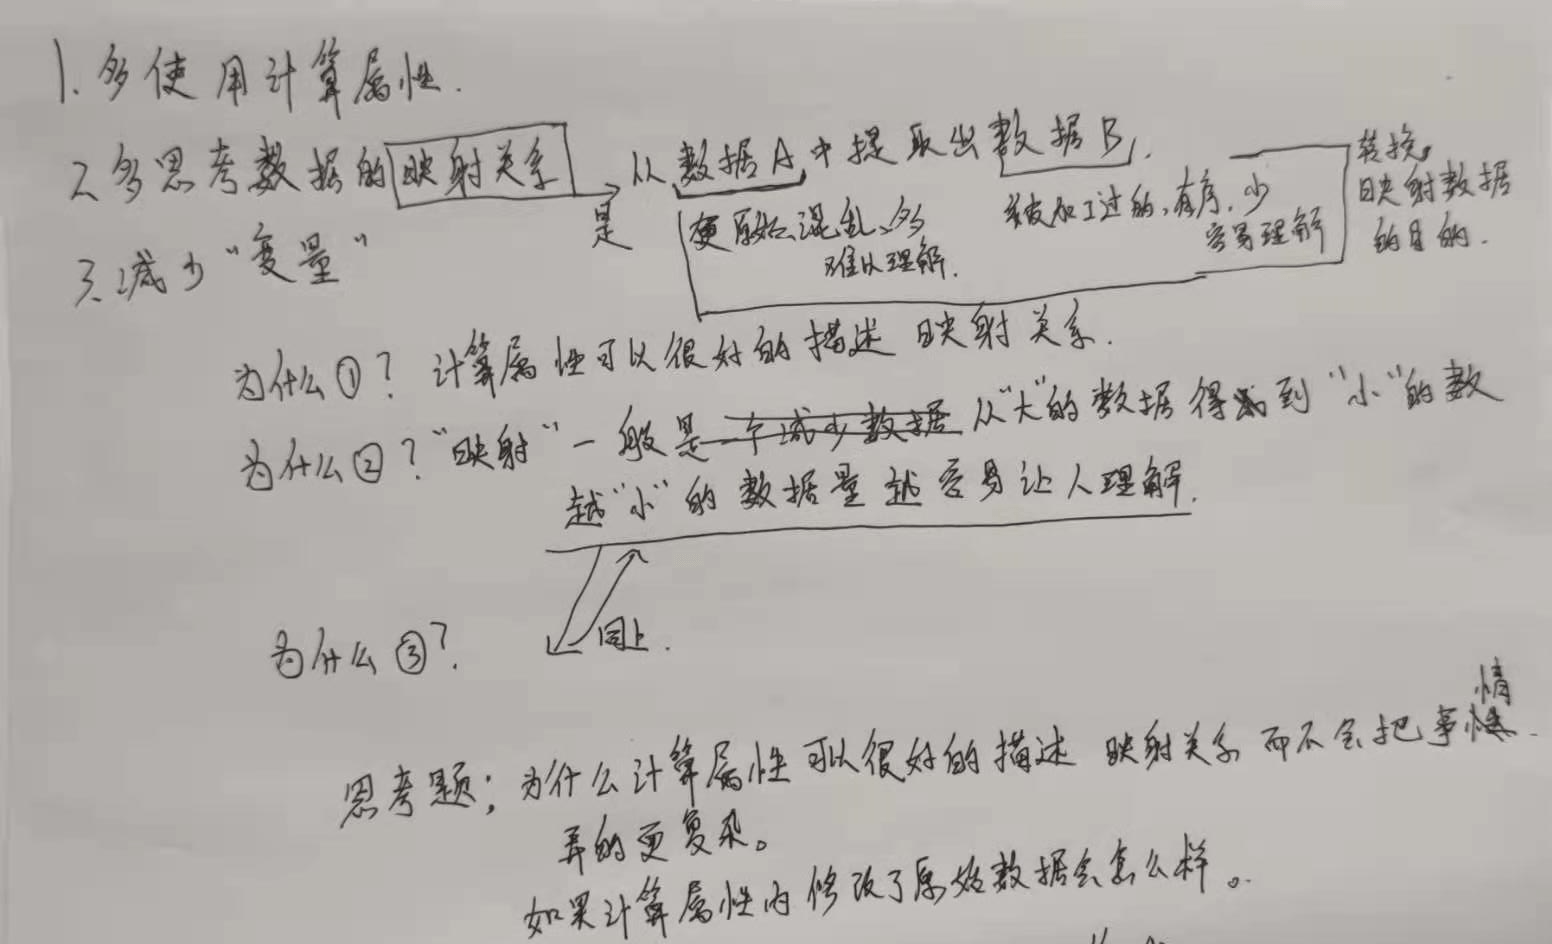 1. 多使用计算属性.
2. 多思考数据的映射关系 是 从数据A中提取出数据B.
更原始、混乱、多
难以理解.
被加工过的、有序、少
容易理解
转换,
映射数据
的目的.
3. 减少“变量”
为什么①? 计算属性可以很好的描述 映射关系.
为什么②? “映射”一般是一个减少数据 从“大”的数据得到“小”的数
越“小”的数据量越容易让人理解.
为什么③?
同上.
思考题: 为什么计算属性可以很好的描述 映射关系 而不会把事情.
弄的更复杂。
如果计算属性内修改了原始数据会怎么样。